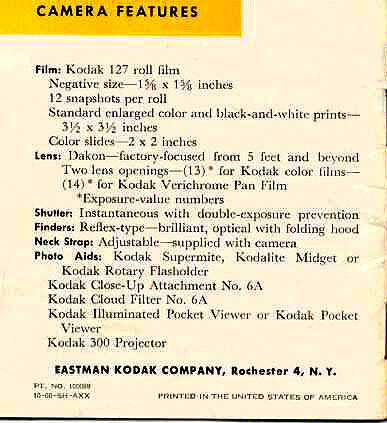 CAMERA FEATURES
Film: Kodak 127 roll film
Negative size—1⅝ x 1⅝ inches
12 snapshots per roll
Standard enlarged color and black-and-white prints—
3½ x 3½ inches
Color slides—2 x 2 inches
Lens: Dakon—factory-focused from 5 feet and beyond
Two lens openings—(13)* for Kodak color films—
(14)* for Kodak Verichrome Pan Film
*Exposure-value numbers
Shutter: Instantaneous with double-exposure prevention
Finders: Reflex-type—brilliant, optical with folding hood
Neck Strap: Adjustable—supplied with camera
Photo Aids: Kodak Supermite, Kodalite Midget or
Kodak Rotary Flasholder
Kodak Close-Up Attachment No. 6A
Kodak Cloud Filter No. 6A
Kodak Illuminated Pocket Viewer or Kodak Pocket
Viewer
Kodak 300 Projector
EASTMAN KODAK COMPANY, Rochester 4, N. Y.
PT. NO.
10-60-SH-AXX PRINTED IN THE UNITED STATES OF AMERICA